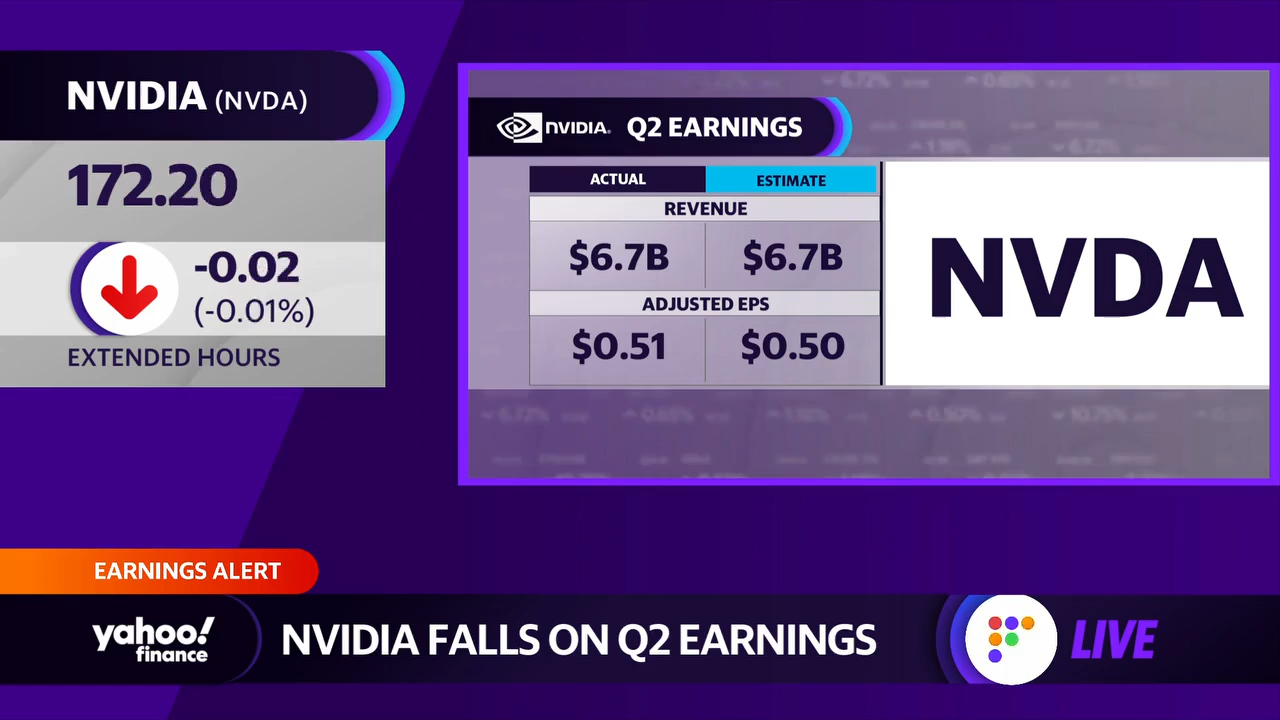 NVIDIA (NVDA)
172.20
-0.02
(-0.01%)
EXTENDED HOURS
NVIDIA. Q2 EARNINGS
ACTUAL ESTIMATE
REVENUE
$6.7B $6.7B
ADJUSTED EPS
$0.51 $0.50
NVDA
EARNINGS ALERT
yahoo!
finance
NVIDIA FALLS ON Q2 EARNINGS
LIVE